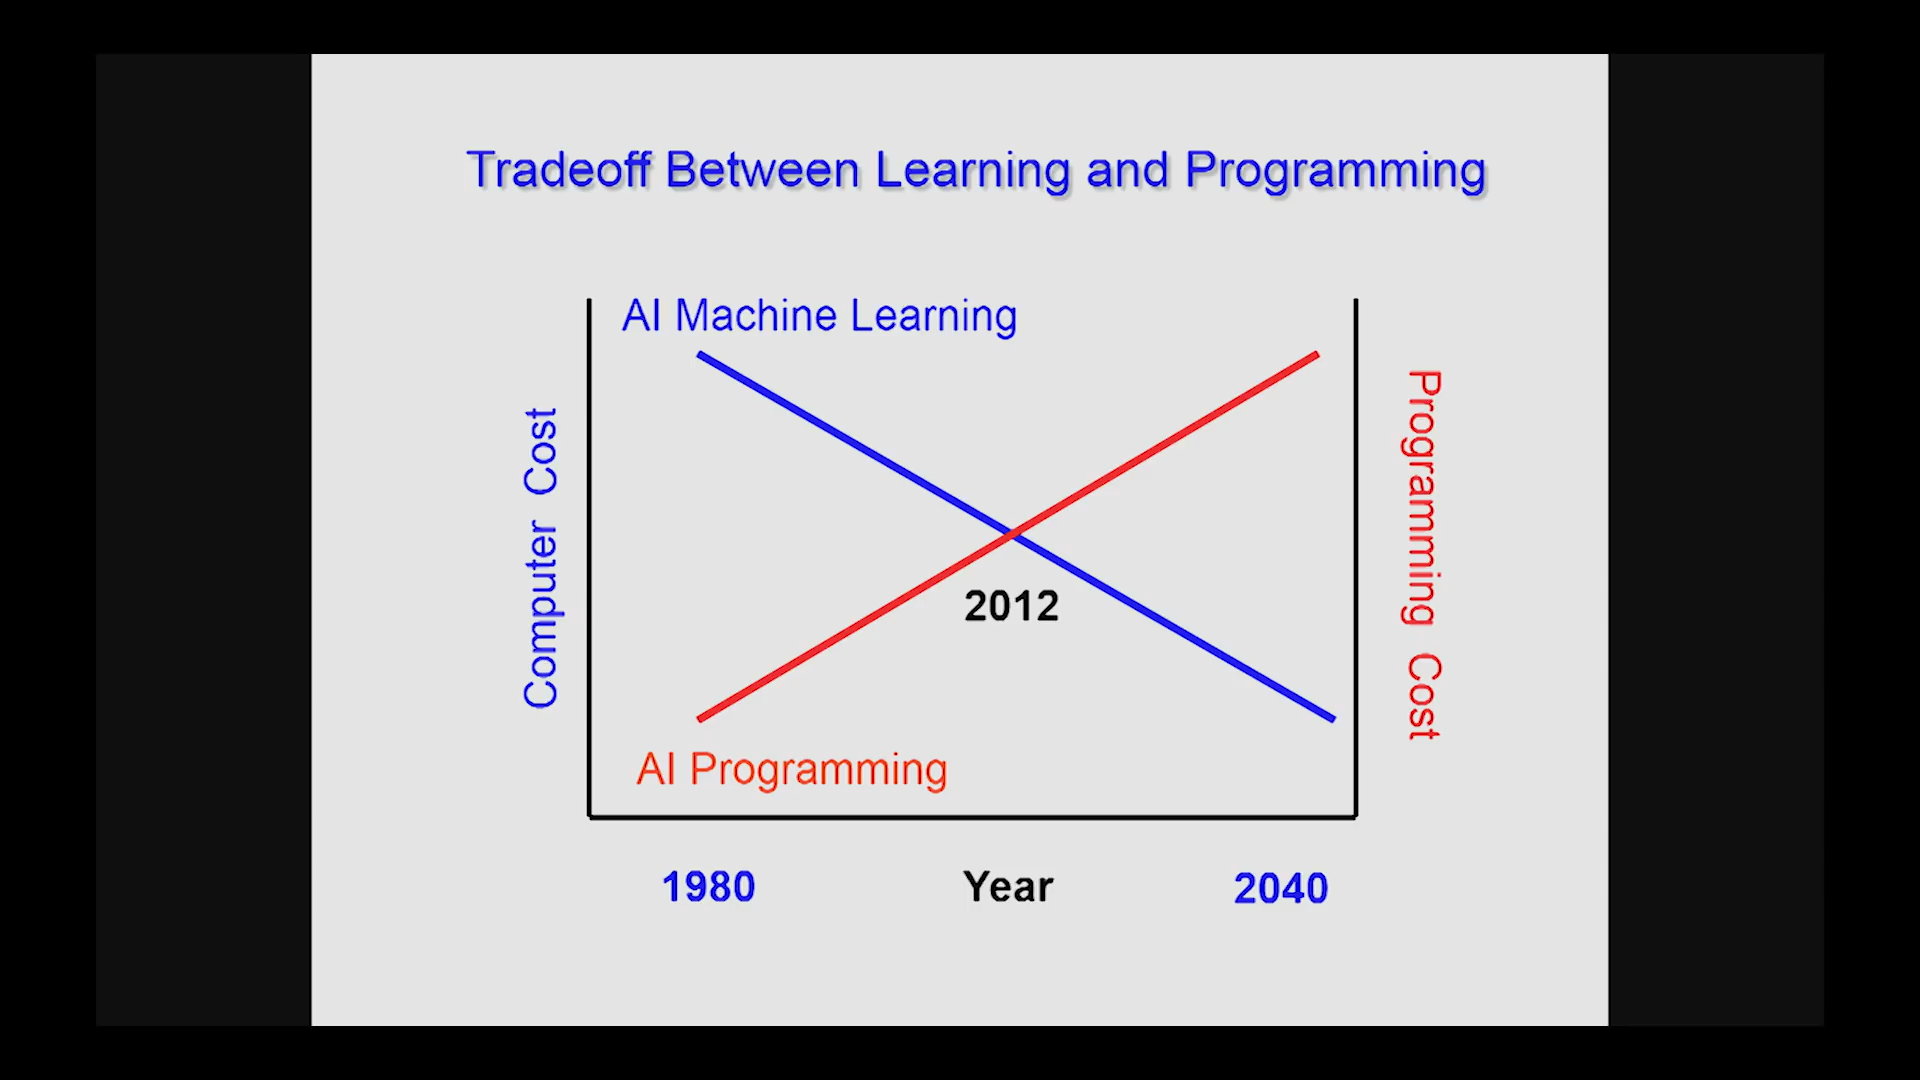 Tradeoff Between Learning and Programming
AI Machine Learning
Computer Cost
Programming Cost
2012
AI Programming
1980
Year
2040